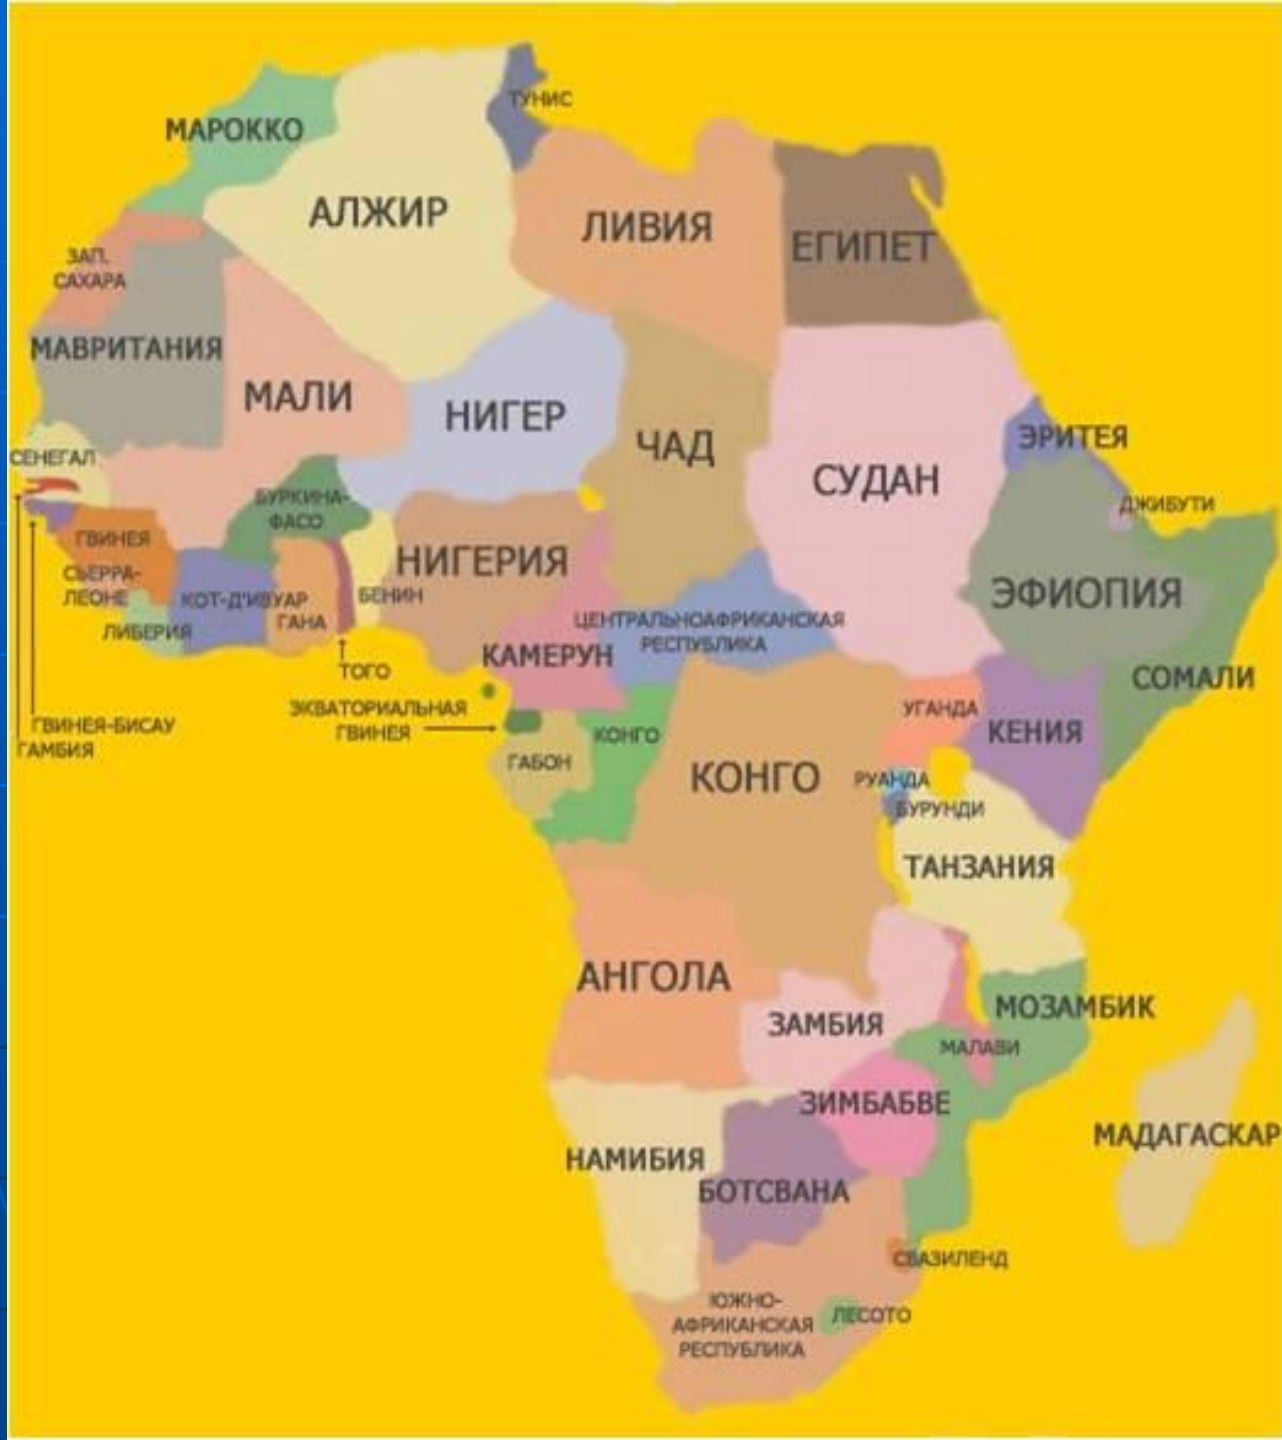 ТУНИС
МАРОККО
АЛЖИР
ЛИВИЯ
ЕГИПЕТ
ЗАП.
САХАРА
МАВРИТАНИЯ
МАЛИ
НИГЕР
ЧАД
СУДАН
ЭРИТЕЯ
СЕНЕГАЛ
БУРКИНА-
ФАСО
ДЖИБУТИ
ГВИНЕЯ
НИГЕРИЯ
СЬЕРРА-
ЛЕОНЕ
КОТ-Д'ИВУАР
ГАНА
БЕНИН
ЭФИОПИЯ
ЛИБЕРИЯ
ЦЕНТРАЛЬНОАФРИКАНСКАЯ
РЕСПУБЛИКА
КАМЕРУН
ТОГО
СОМАЛИ
ЭКВАТОРИАЛЬНАЯ
ГВИНЕЯ
УГАНДА
КЕНИЯ
ГВИНЕЯ-БИСАУ
ГАМБИЯ
КОНГО
ГАБОН
КОНГО
РУАНДА
БУРУНДИ
ТАНЗАНИЯ
АНГОЛА
МОЗАМБИК
ЗАМБИЯ
МАЛАВИ
ЗИМБАБВЕ
МАДАГАСКАР
НАМИБИЯ
БОТСВАНА
СВАЗИЛЕНД
ЮЖНО-
АФРИКАНСКАЯ
РЕСПУБЛИКА
ЛЕСОТО